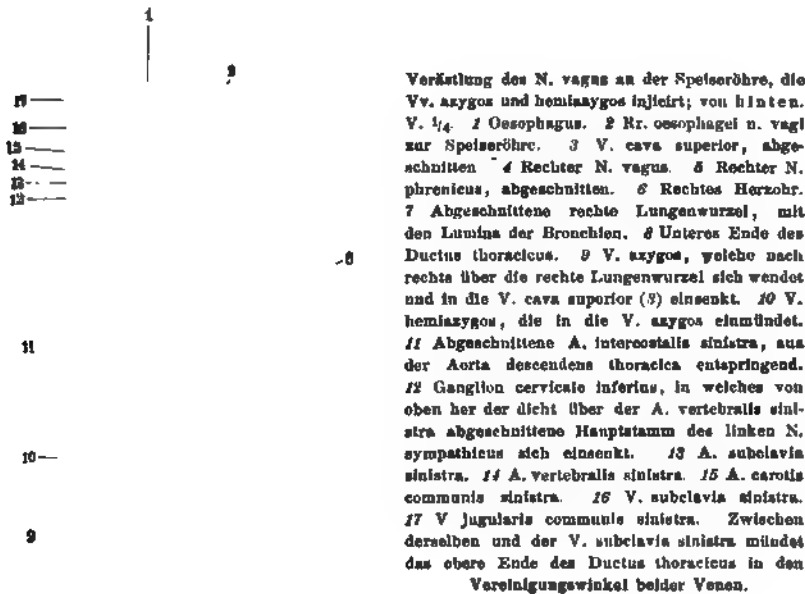 1
2
17
16
15
14
13
12
8
11
10
9
Verästlung des N. vagus an der Speiseröhre, die
Vv. azygos und hemiazygos injicirt; von hinten.
V. 1/4. 1 Oesophagus. 2 Rr. oesophagei n. vagi
zur Speiseröhre. 3 V. cava superior, abge-
schnitten 4 Rechter N. vagus. 5 Rechter N.
phrenicus, abgeschnitten. 6 Rechtes Herzohr.
7 Abgeschnittene rechte Lungenwurzel, mit
den Lumina der Bronchien. 8 Unteres Ende des
Ductus thoracicus. 9 V. azygos, welche nach
rechts über die rechte Lungenwurzel sich wendet
und in die V. cava superior (3) einsenkt. 10 V.
hemiazygos, die in die V. azygos einmündet.
11 Abgeschnittene A. intercostalis sinistra, aus
der Aorta descendens thoracica entspringend.
12 Ganglion cervicale inferius, in welches von
oben her der dicht über der A. vertebralis sini-
stra abgeschnittene Hauptstamm des linken N.
sympathicus sich einsenkt. 13 A. subclavia
sinistra. 14 A. vertebralis sinistra. 15 A. carotis
communis sinistra. 16 V. subclavia sinistra.
17 V jugularis communis sinistra. Zwischen
derselben und der V. subclavia sinistra mündet
das obere Ende des Ductus thoracicus in den
Vereinigungswinkel beider Venen.